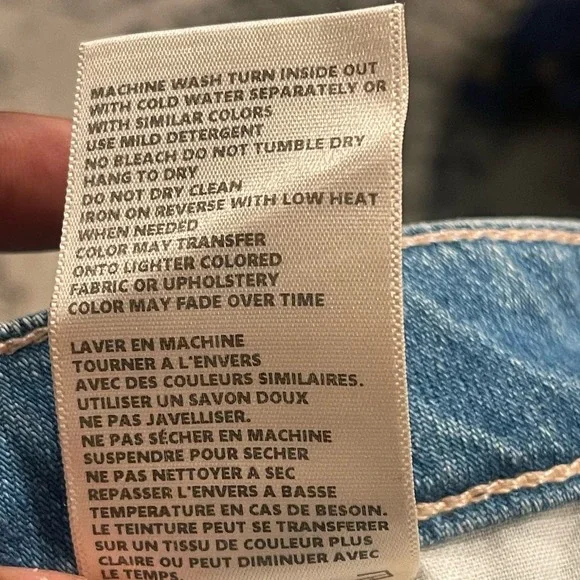 MACHINE WASH TURN INSIDE OUT
WITH COLD WATER SEPARATELY OR
WITH SIMILAR COLORS
USE MILD DETERGENT
NO BLEACH DO NOT TUMBLE DRY
HANG TO DRY
DO NOT DRY CLEAN
IRON ON REVERSE WITH LOW HEAT
WHEN NEEDED
COLOR MAY TRANSFER
ONTO LIGHTER COLORED
FABRIC OR UPHOLSTERY
COLOR MAY FADE OVER TIME
LAVER EN MACHINE
TOURNER A L'ENVERS
AVEC DES COULEURS SIMILAIRES.
UTILISER UN SAVON DOUX
NE PAS JAVELLISER.
NE PAS SÉCHER EN MACHINE
SUSPENDRE POUR SECHER
NE PAS NETTOYER A SEC
REPASSER L'ENVERS A BASSE
TEMPERATURE EN CAS DE BESOIN.
LE TEINTURE PEUT SE TRANSFERER
SUR UN TISSU DE COULEUR PLUS
CLAIRE OU PEUT DIMINUER AVEC
LE TEMPS.